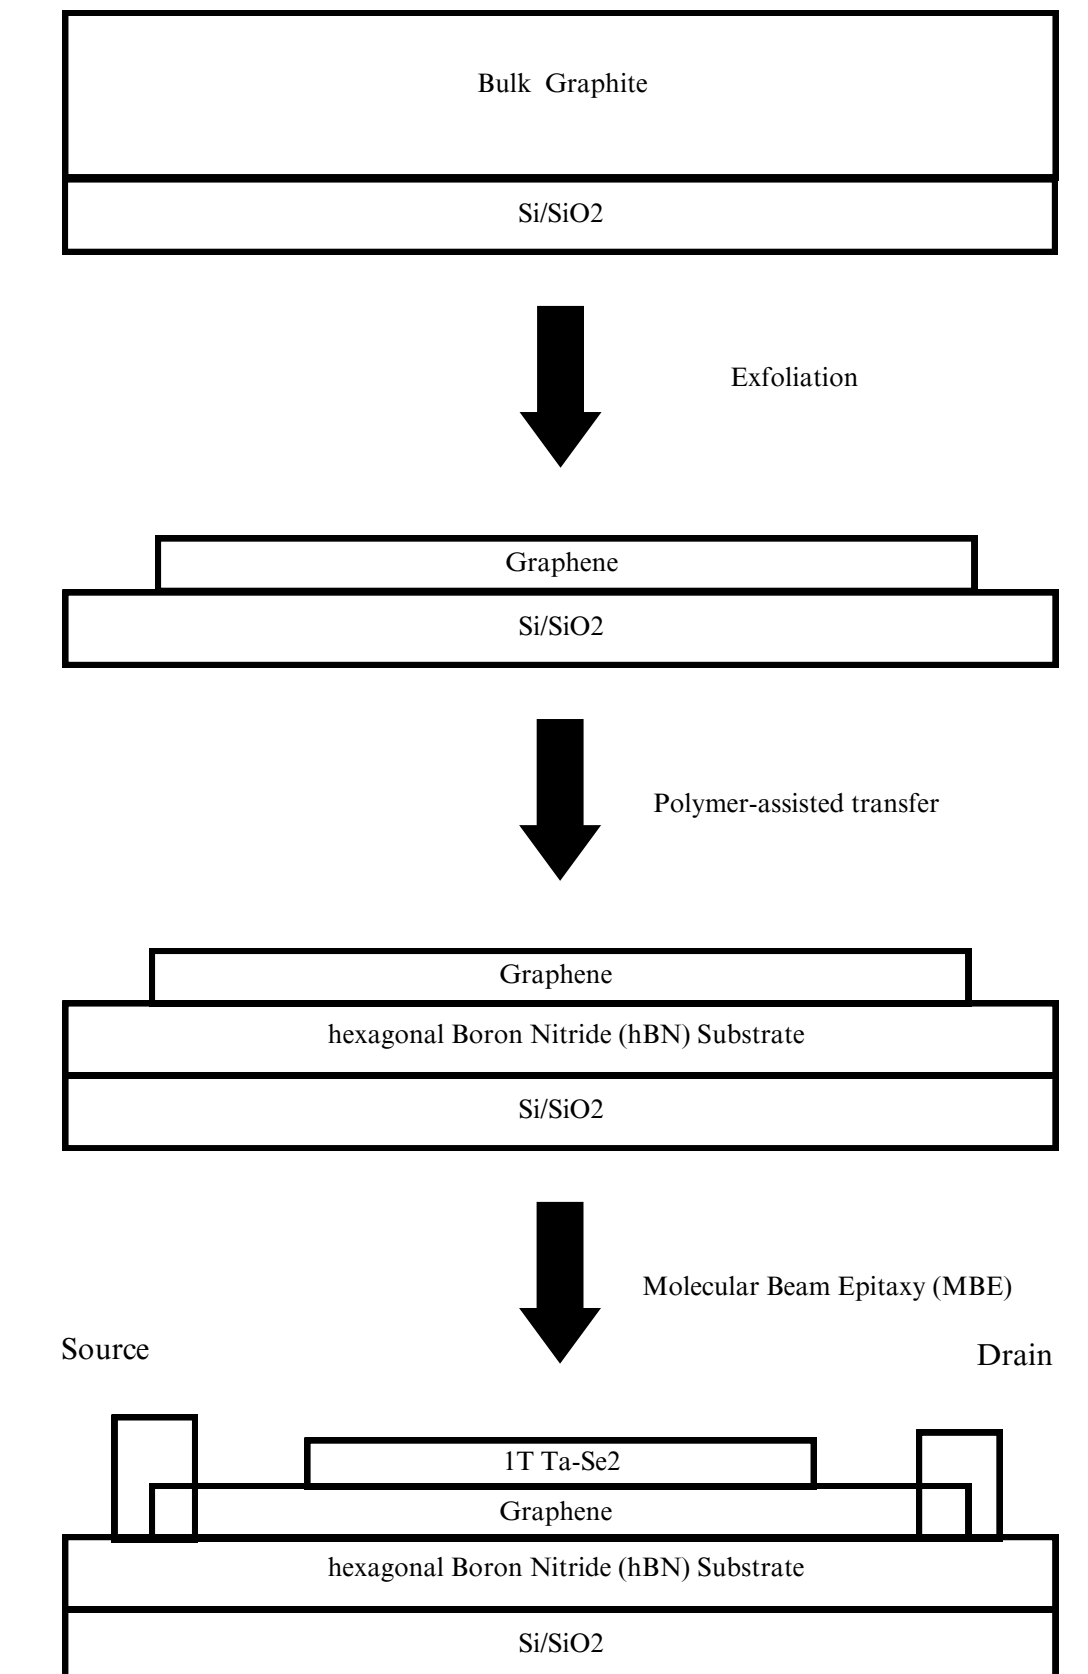 Bulk Graphite
Si/SiO2
Exfoliation
Graphene
Si/SiO2
Polymer-assisted transfer
Graphene
hexagonal Boron Nitride (hBN) Substrate
Si/SiO2
Molecular Beam Epitaxy (MBE)
Source
Drain
1T Ta-Se2
Graphene
hexagonal Boron Nitride (hBN) Substrate
Si/SiO2